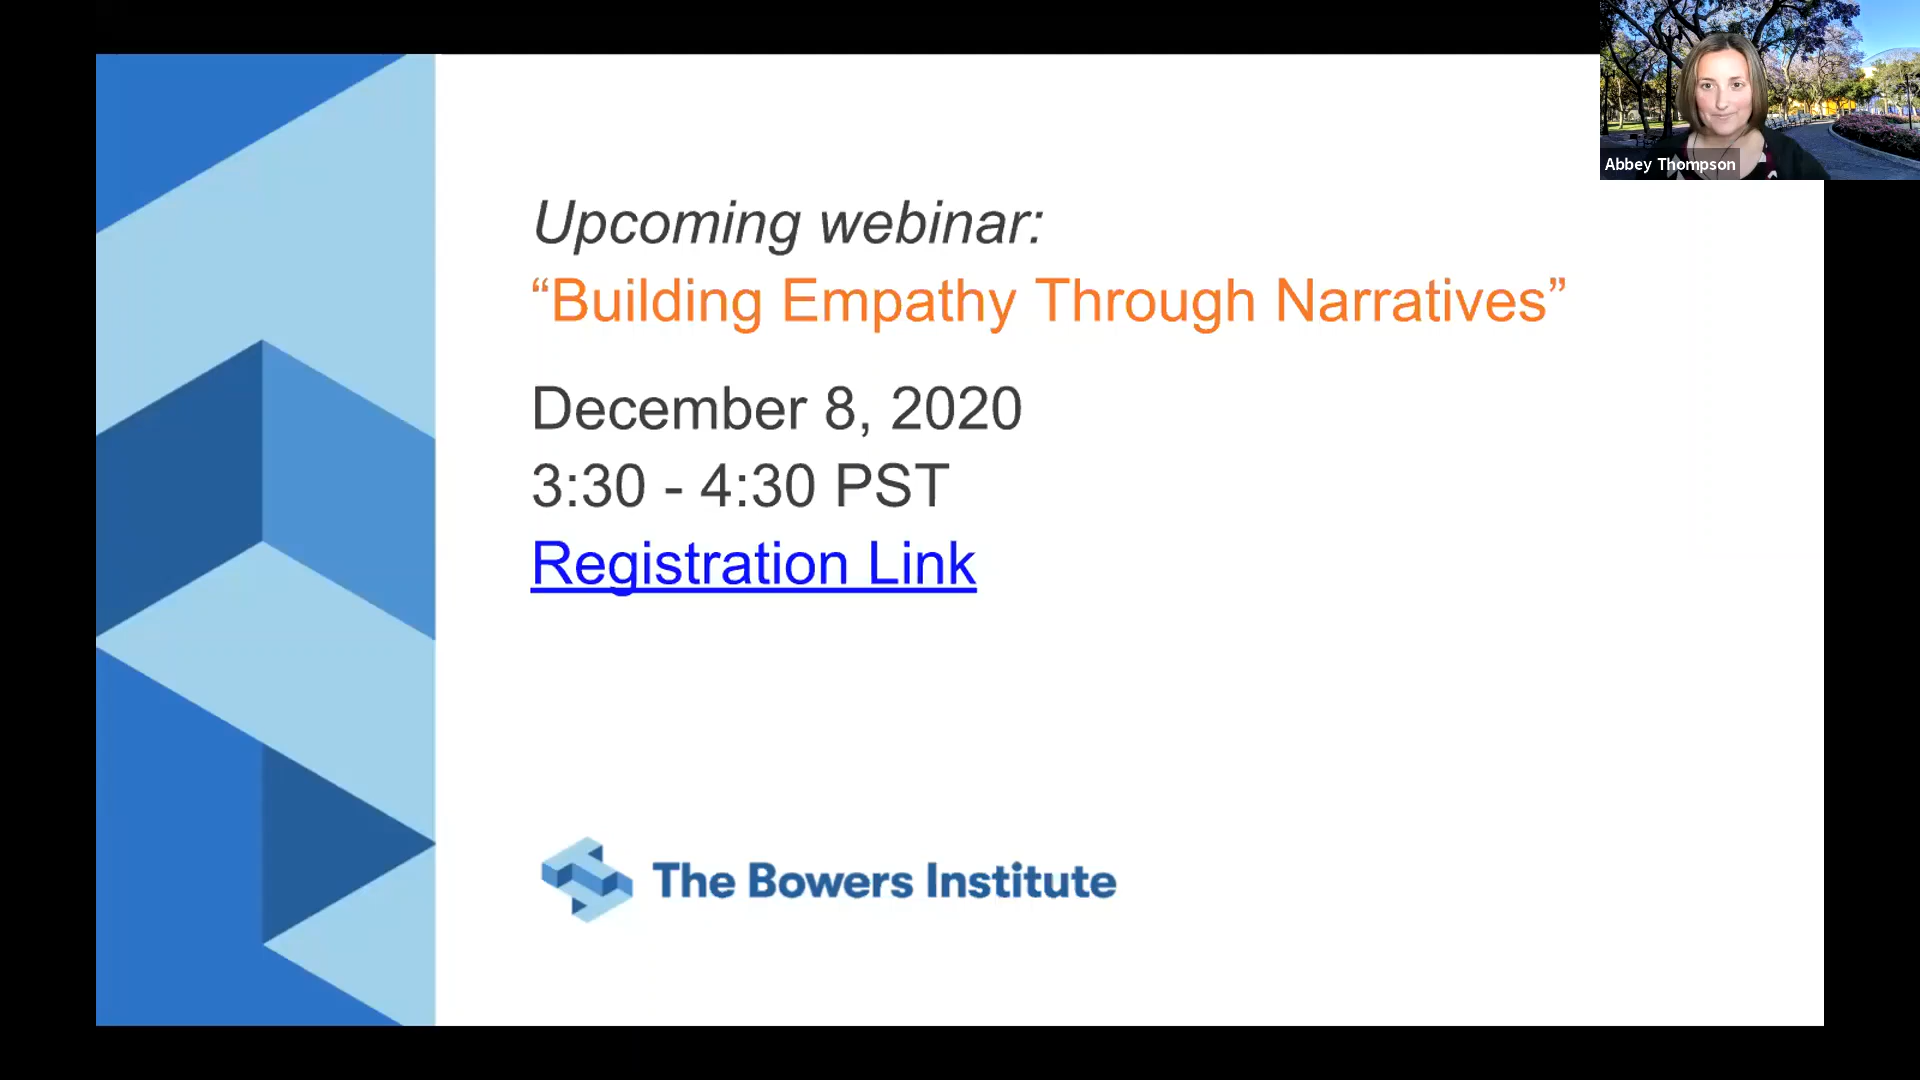 Abbey Thompson
Upcoming webinar:
“Building Empathy Through Narratives”
December 8, 2020
3:30 - 4:30 PST
Registration Link
The Bowers Institute